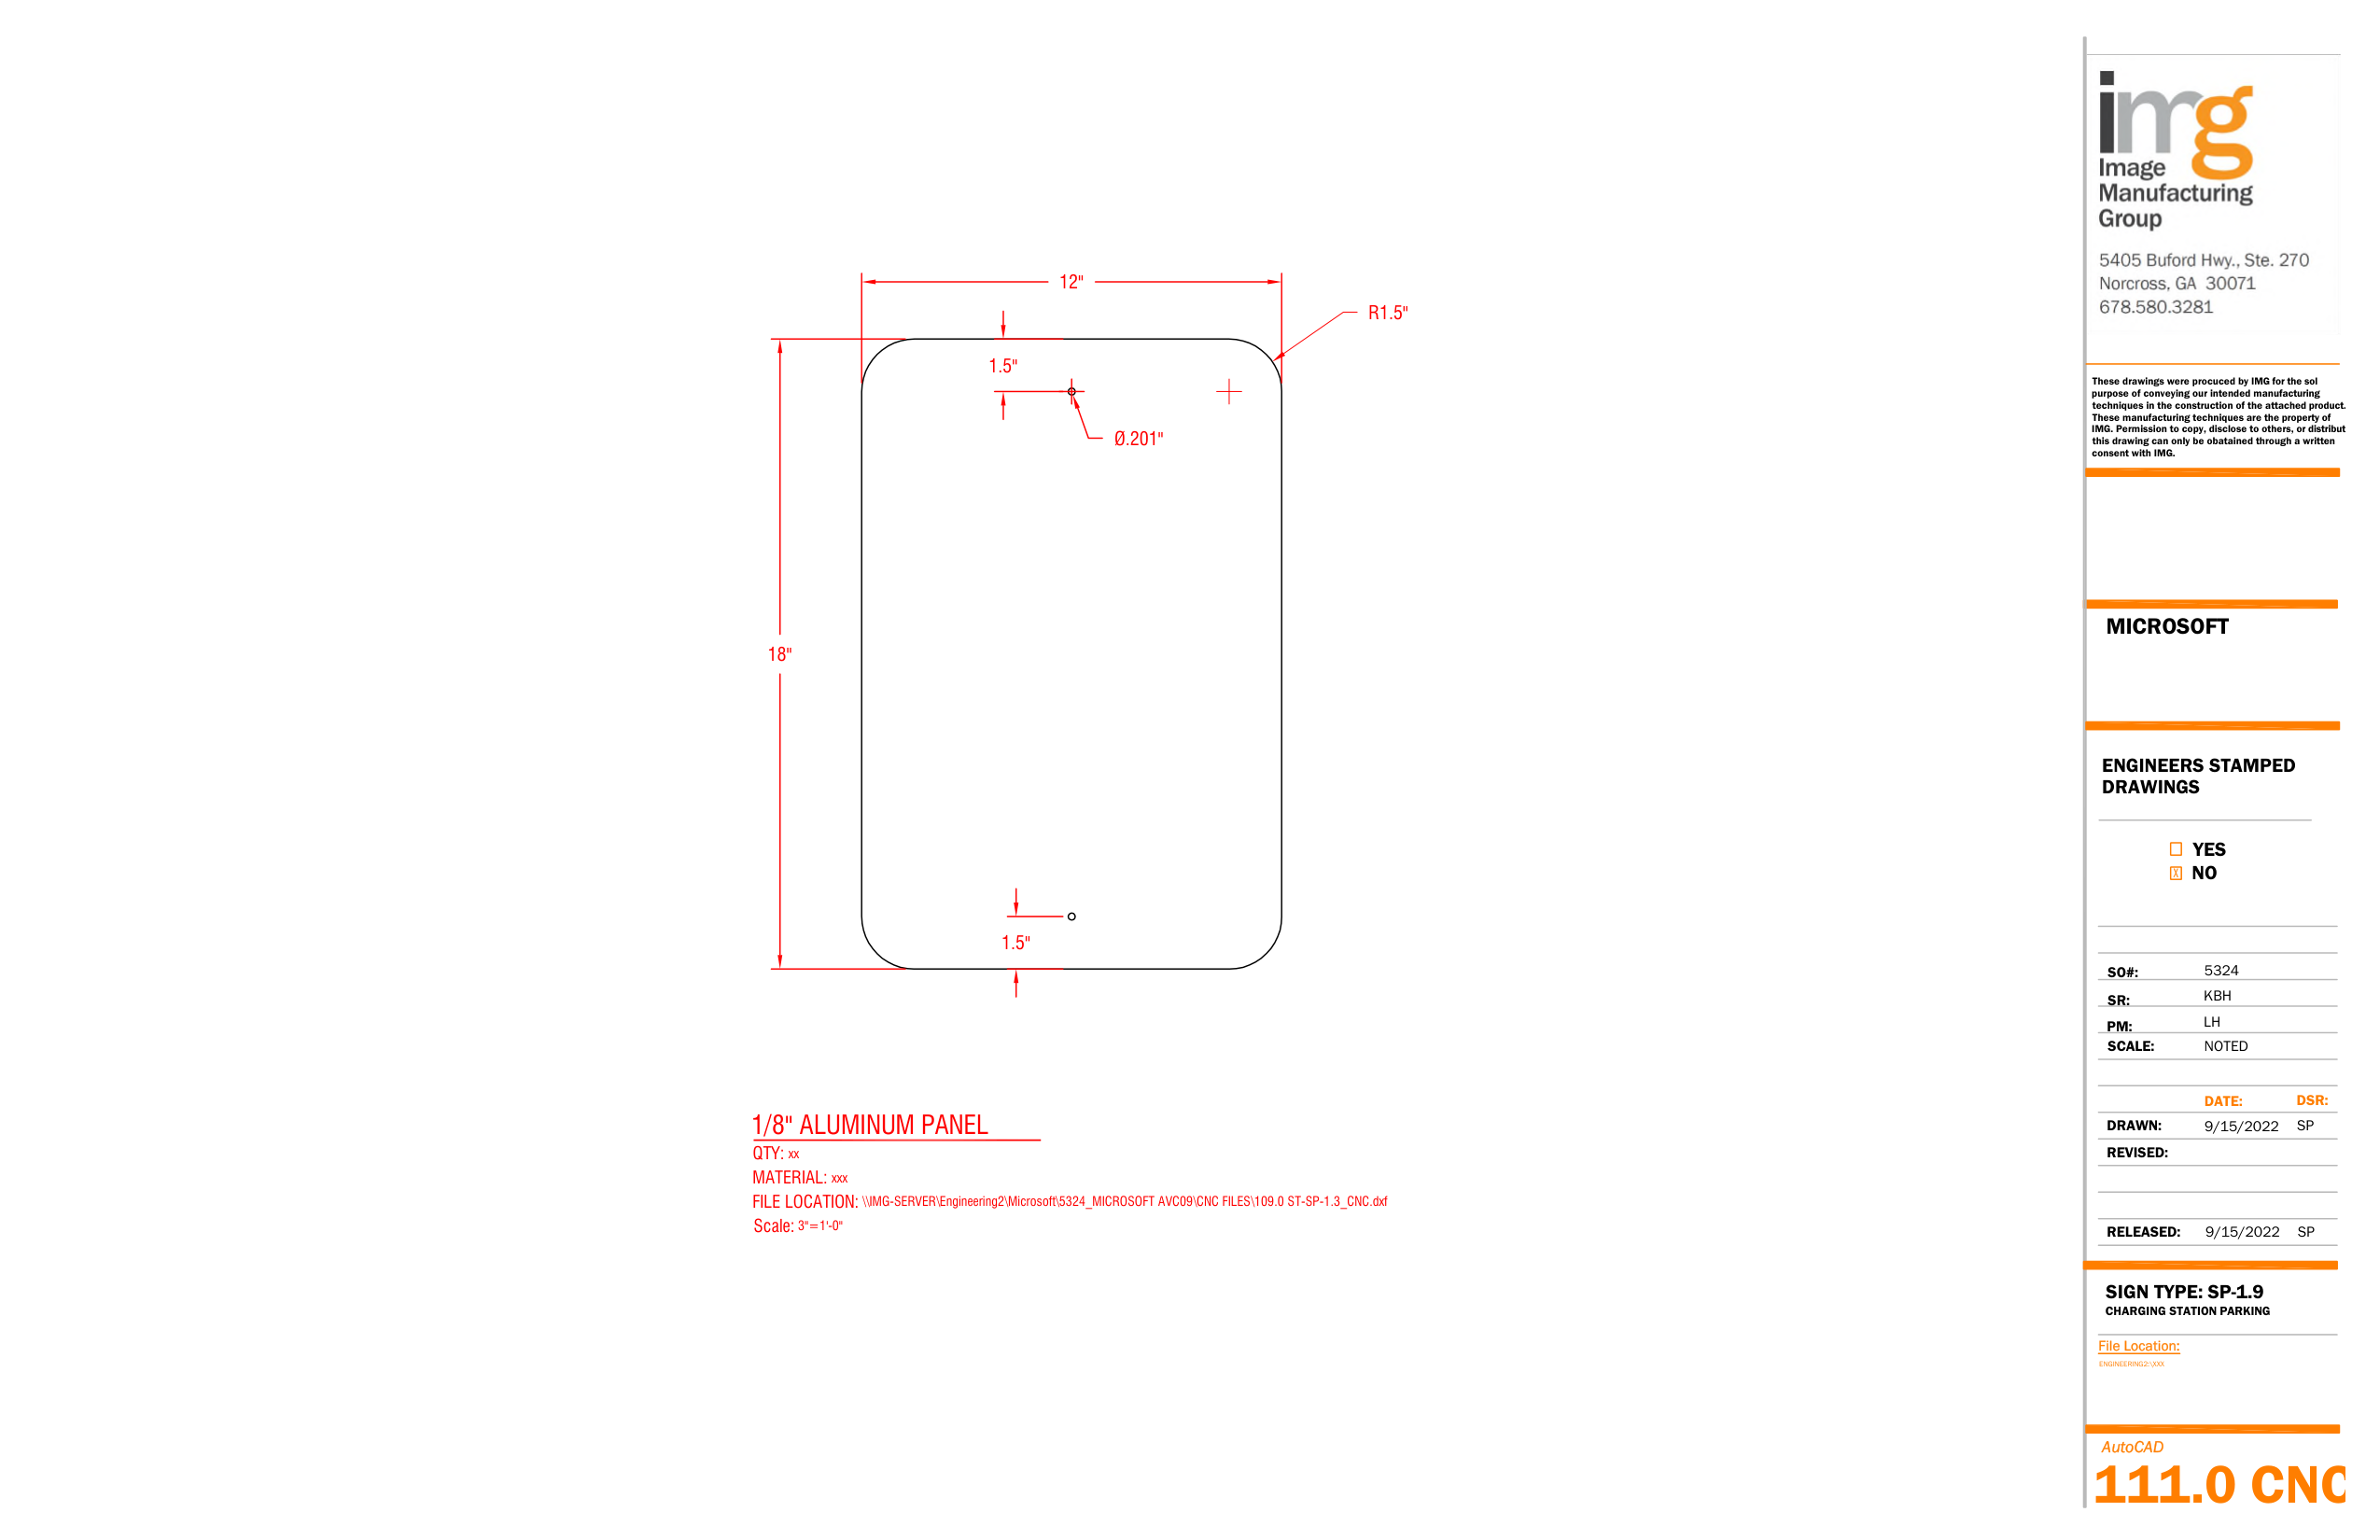 12"
R1.5"
1.5"
Ø.201"
18"
1.5"
1/8" ALUMINUM PANEL
QTY: xx
MATERIAL: xxx
FILE LOCATION: \\IMG-SERVER\Engineering2\Microsoft\5324_MICROSOFT AVC09\CNC FILES\109.0 ST-SP-1.3_CNC.dxf
Scale: 3"=1'-0"
img
Image
Manufacturing
Group
5405 Buford Hwy., Ste. 270
Norcross, GA 30071
678.580.3281
These drawings were procuced by IMG for the sol
purpose of conveying our intended manufacturing
techniques in the construction of the attached product.
These manufacturing techniques are the property of
IMG. Permission to copy, disclose to others, or distribut
this drawing can only be obatained through a written
consent with IMG.
MICROSOFT
ENGINEERS STAMPED
DRAWINGS
YES
X NO
SO#: 5324
SR: KBH
PM: LH
SCALE: NOTED
DATE: DSR:
DRAWN: 9/15/2022 SP
REVISED:
RELEASED: 9/15/2022 SP
SIGN TYPE: SP-1.9
CHARGING STATION PARKING
File Location:
ENGINEERING2:\XXX
AutoCAD
111.0 CNC